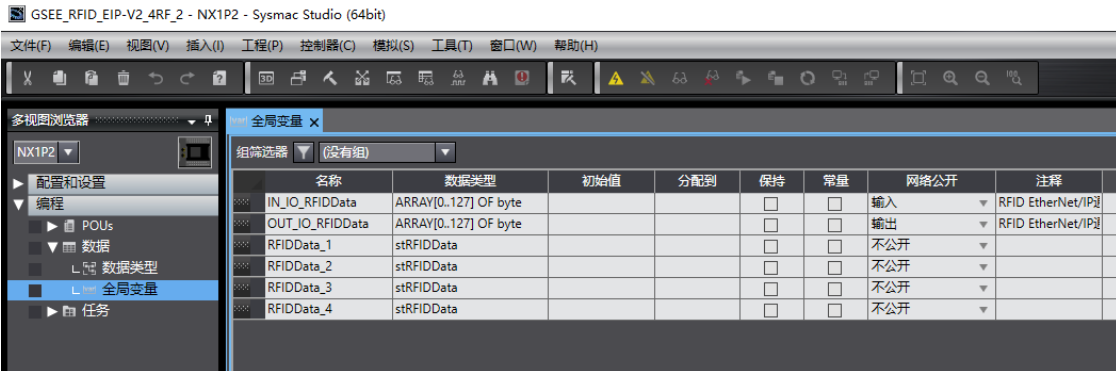 GSEE_RFID_EIP-V2_4RF_2 - NX1P2 - Sysmac Studio (64bit)
文件(F) 编辑(E) 视图(V) 插入(I) 工程(P) 控制器(C) 模拟(S) 工具(T) 窗口(W) 帮助(H)
多视图浏览器
全局变量
NX1P2
组筛选器 (没有组)
配置和设置
编程
POUs
数据
数据类型
全局变量
任务
名称 数据类型 初始值 分配到 保持 常量 网络公开 注释
IN_IO_RFIDData ARRAY[0..127] OF byte 输入 RFID EtherNet/IP
OUT_IO_RFIDData ARRAY[0..127] OF byte 输出 RFID EtherNet/IP
RFIDData_1 stRFIDData 不公开
RFIDData_2 stRFIDData 不公开
RFIDData_3 stRFIDData 不公开
RFIDData_4 stRFIDData 不公开